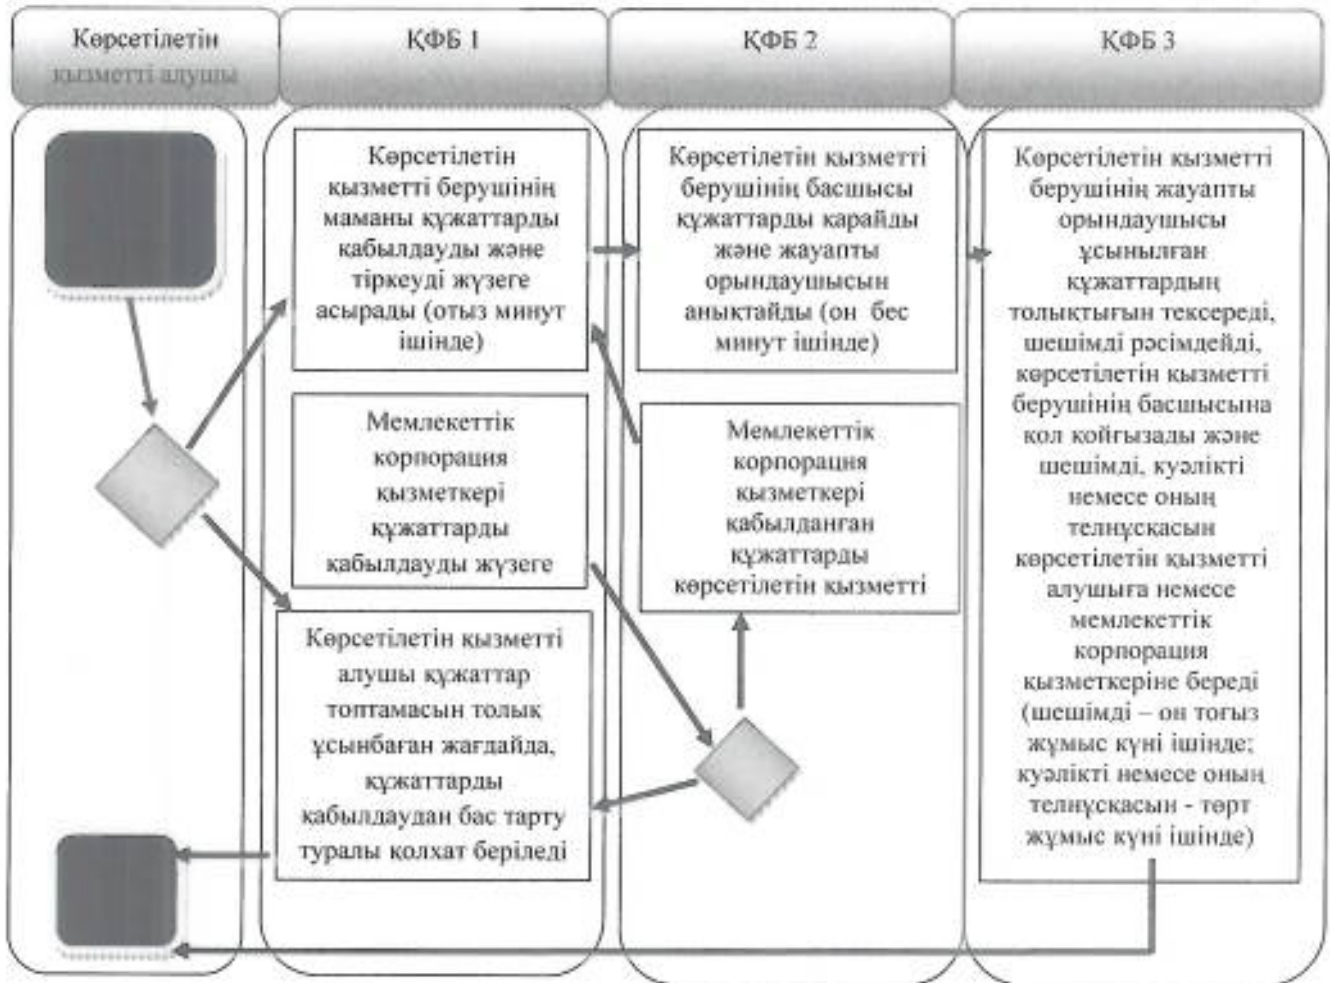 Көрсетілетін
қызметті алушы
ҚФБ 1
ҚФБ 2
ҚФБ 3
Көрсетілетін
қызметті берушінің
маманы құжаттарды
қабылдауды және
тіркеуді жүзеге
асырады (отыз минут
ішінде)
Мемлекеттік
корпорация
қызметкері
құжаттарды
қабылдауды жүзеге
Көрсетілетін қызметті
алушы құжаттар
топтамасын толық
ұсынбаған жағдайда,
құжаттарды
қабылдаудан бас тарту
туралы қолхат беріледі
Көрсетілетін қызметті
берушінің басшысы
құжаттарды қарайды
және жауапты
орындаушысын
анықтайды (он бес
минут ішінде)
Мемлекеттік
корпорация
қызметкері
қабылданған
құжаттарды
көрсетілетін қызметті
Көрсетілетін қызметті
берушінің жауапты
орындаушысы
ұсынылған
құжаттардың
толықтығын тексереді,
шешімді рәсімдейді,
көрсетілетін қызметті
берушінің басшысына
қол қойғызады және
шешімді, куәлікті
немесе оның
телнұсқасын
көрсетілетін қызметті
алушыға немесе
мемлекеттік
корпорация
қызметкеріне береді
(шешімді – он тоғыз
жұмыс күні ішінде;
куәлікті немесе оның
телнұсқасын - төрт
жұмыс күні ішінде)